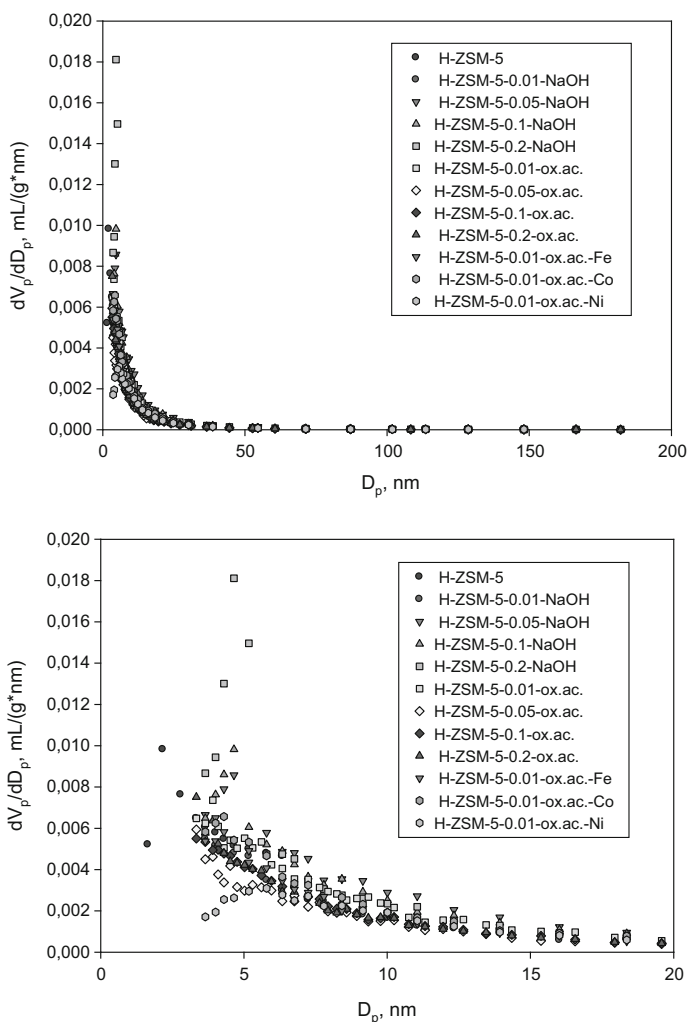 0,020
0,018
0,016
0,014
0,012
0,010
0,008
0,006
0,004
0,002
0,000
dVp/dDp, mL/(g*nm)
H-ZSM-5
H-ZSM-5-0.01-NaOH
H-ZSM-5-0.05-NaOH
H-ZSM-5-0.1-NaOH
H-ZSM-5-0.2-NaOH
H-ZSM-5-0.01-ox.ac.
H-ZSM-5-0.05-ox.ac.
H-ZSM-5-0.1-ox.ac.
H-ZSM-5-0.2-ox.ac.
H-ZSM-5-0.01-ox.ac.-Fe
H-ZSM-5-0.01-ox.ac.-Co
H-ZSM-5-0.01-ox.ac.-Ni
0 50 100 150 200
Dp, nm
0,020
0,018
0,016
0,014
0,012
0,010
0,008
0,006
0,004
0,002
0,000
dVp/dDp, mL/(g*nm)
H-ZSM-5
H-ZSM-5-0.01-NaOH
H-ZSM-5-0.05-NaOH
H-ZSM-5-0.1-NaOH
H-ZSM-5-0.2-NaOH
H-ZSM-5-0.01-ox.ac.
H-ZSM-5-0.05-ox.ac.
H-ZSM-5-0.1-ox.ac.
H-ZSM-5-0.2-ox.ac.
H-ZSM-5-0.01-ox.ac.-Fe
H-ZSM-5-0.01-ox.ac.-Co
H-ZSM-5-0.01-ox.ac.-Ni
0 5 10 15 20
Dp, nm